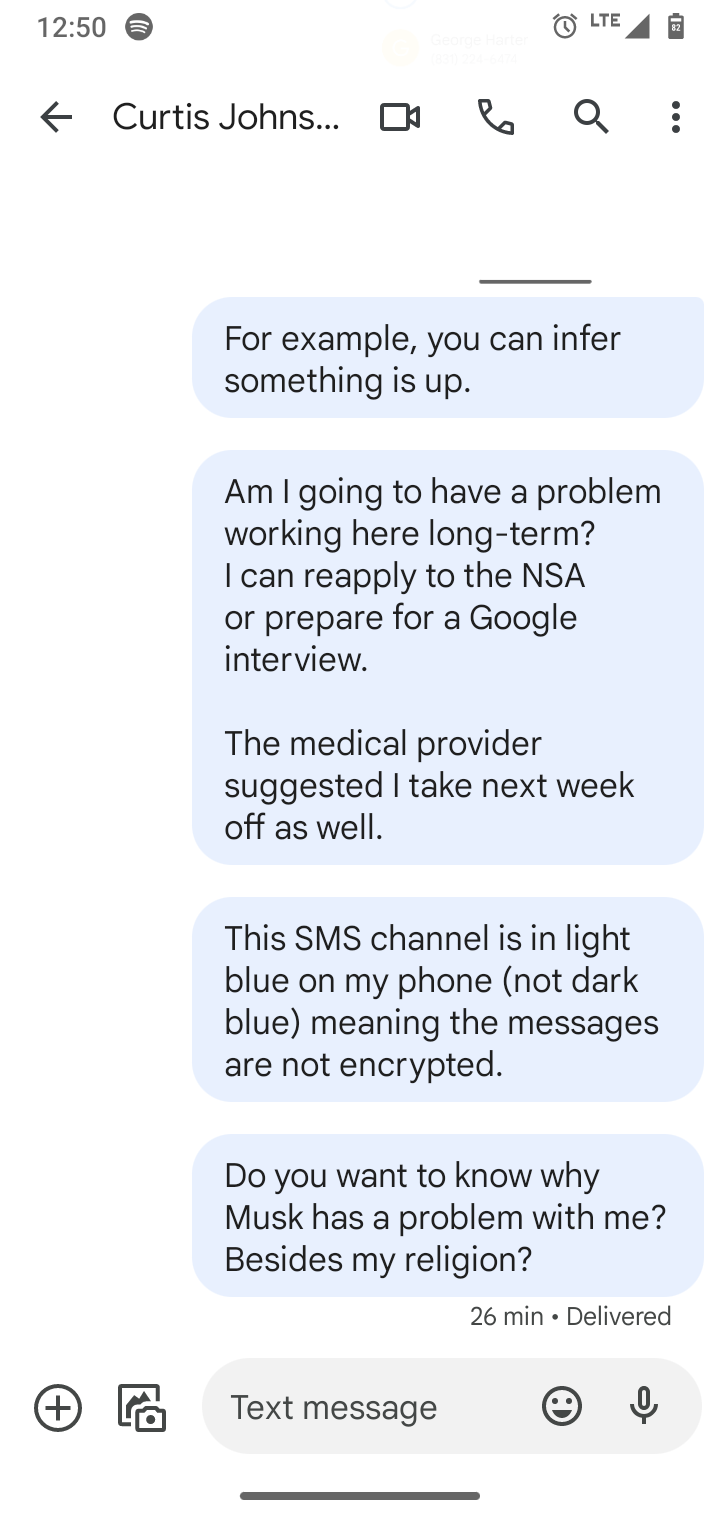 12:50
LTE
82
George Harte
Curtis Johns...
For example, you can infer
something is up.
Am I going to have a problem
working here long-term?
I can reapply to the NSA
or prepare for a Google
interview.
The medical provider
suggested I take next week
off as well.
This SMS channel is in light
blue on my phone (not dark
blue) meaning the messages
are not encrypted.
Do you want to know why
Musk has a problem with me?
Besides my religion?
26 min • Delivered
Text message